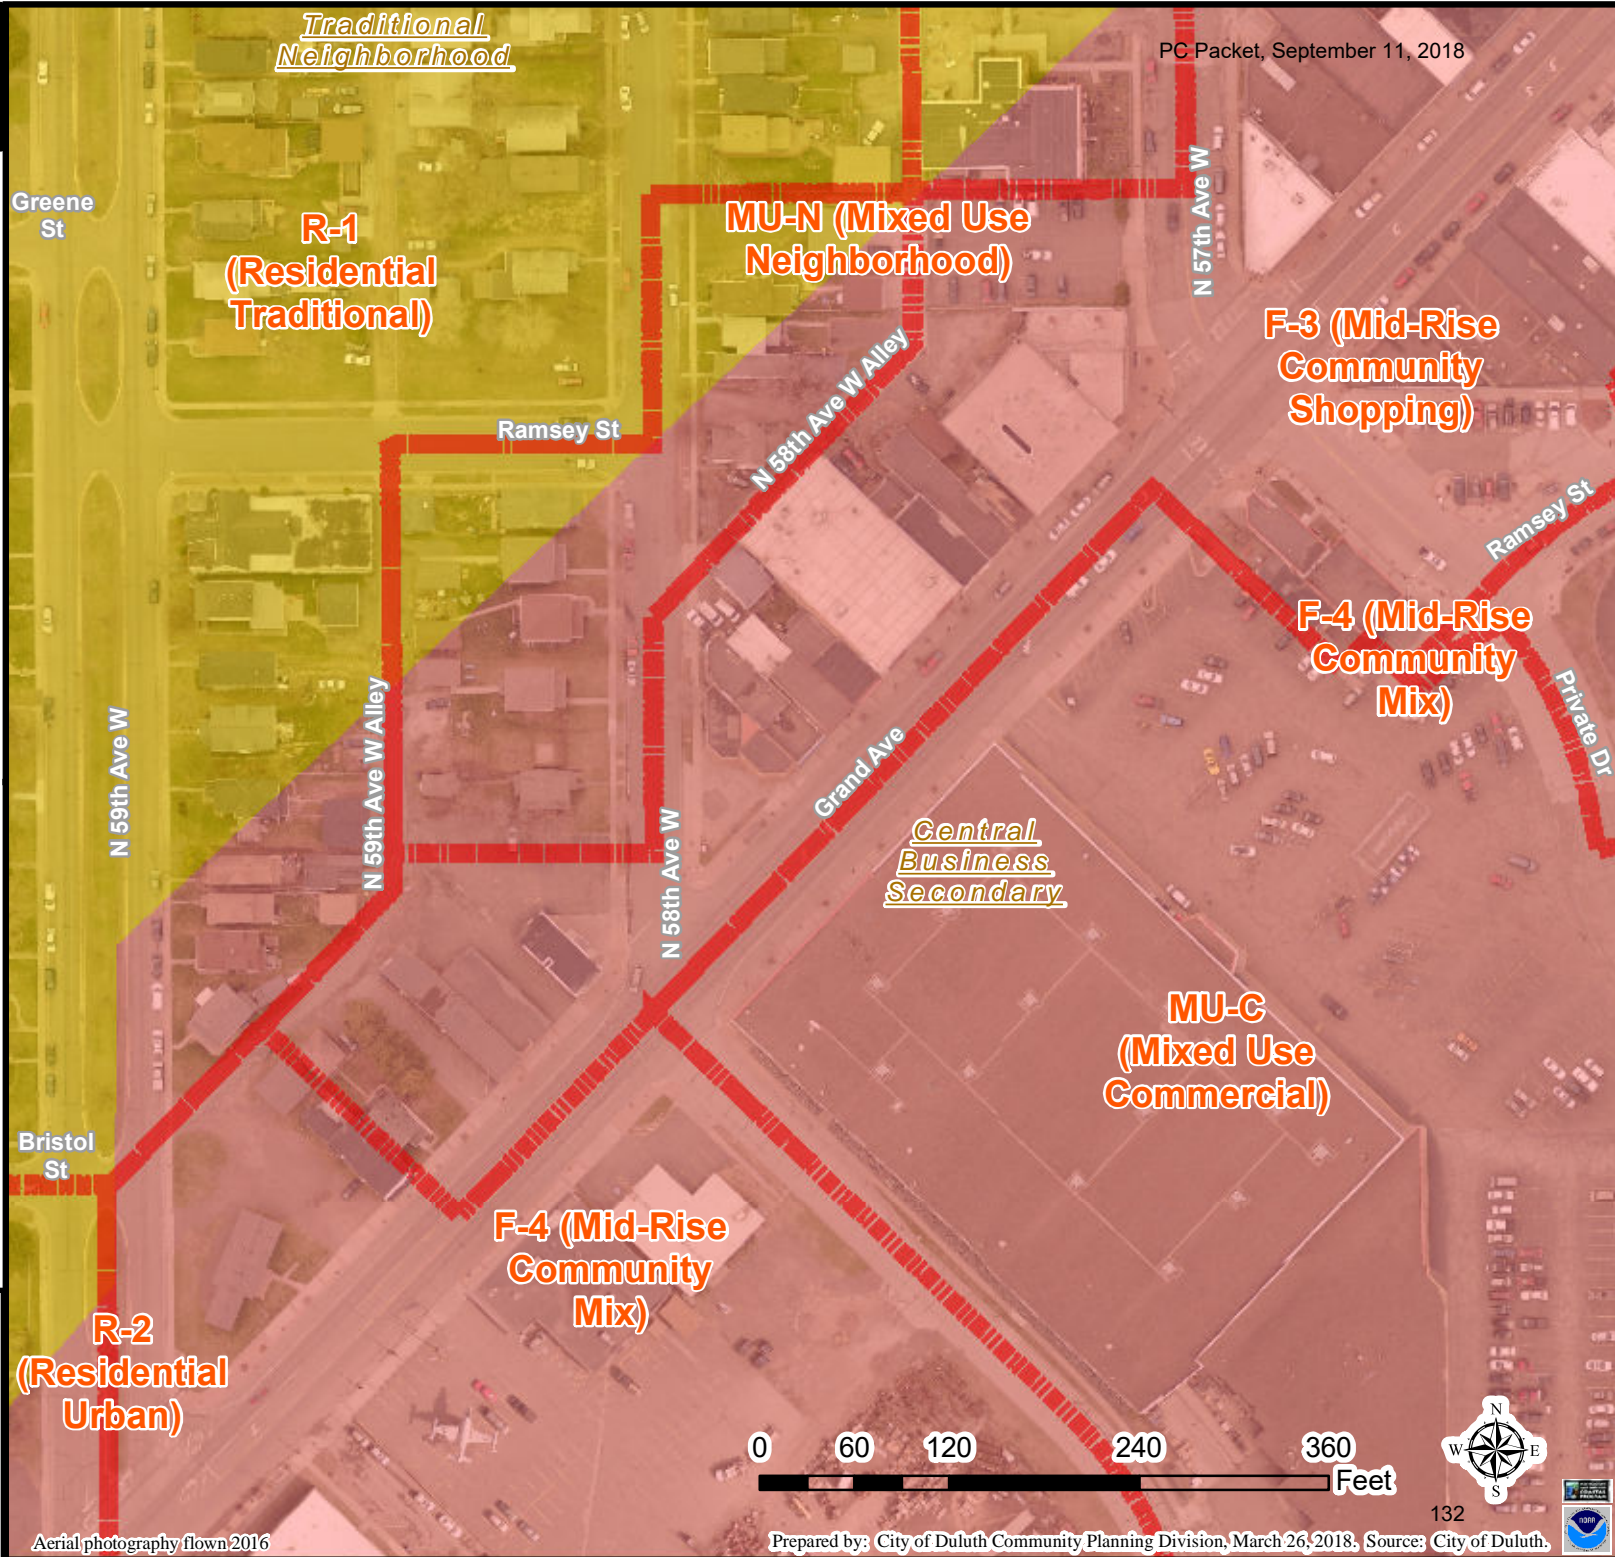 Traditional
Neighborhood
PC Packet, September 11, 2018
Greene
St
R-1
(Residential
Traditional)
MU-N (Mixed Use
Neighborhood)
N 57th Ave W
F-3 (Mid-Rise
Community
Shopping)
N 58th Ave W Alley
Ramsey St
Ramsey St
F-4 (Mid-Rise
Community
Mix)
Private Dr
N 59th Ave W
N 59th Ave W Alley
Grand Ave
N 58th Ave W
Central
Business
Secondary
MU-C
(Mixed Use
Commercial)
Bristol
St
F-4 (Mid-Rise
Community
Mix)
R-2
(Residential
Urban)
0 60 120 240 360
Feet
N
W E
S
132
NOAA
Aerial photography flown 2016
Prepared by: City of Duluth Community Planning Division, March 26, 2018. Source: City of Duluth.